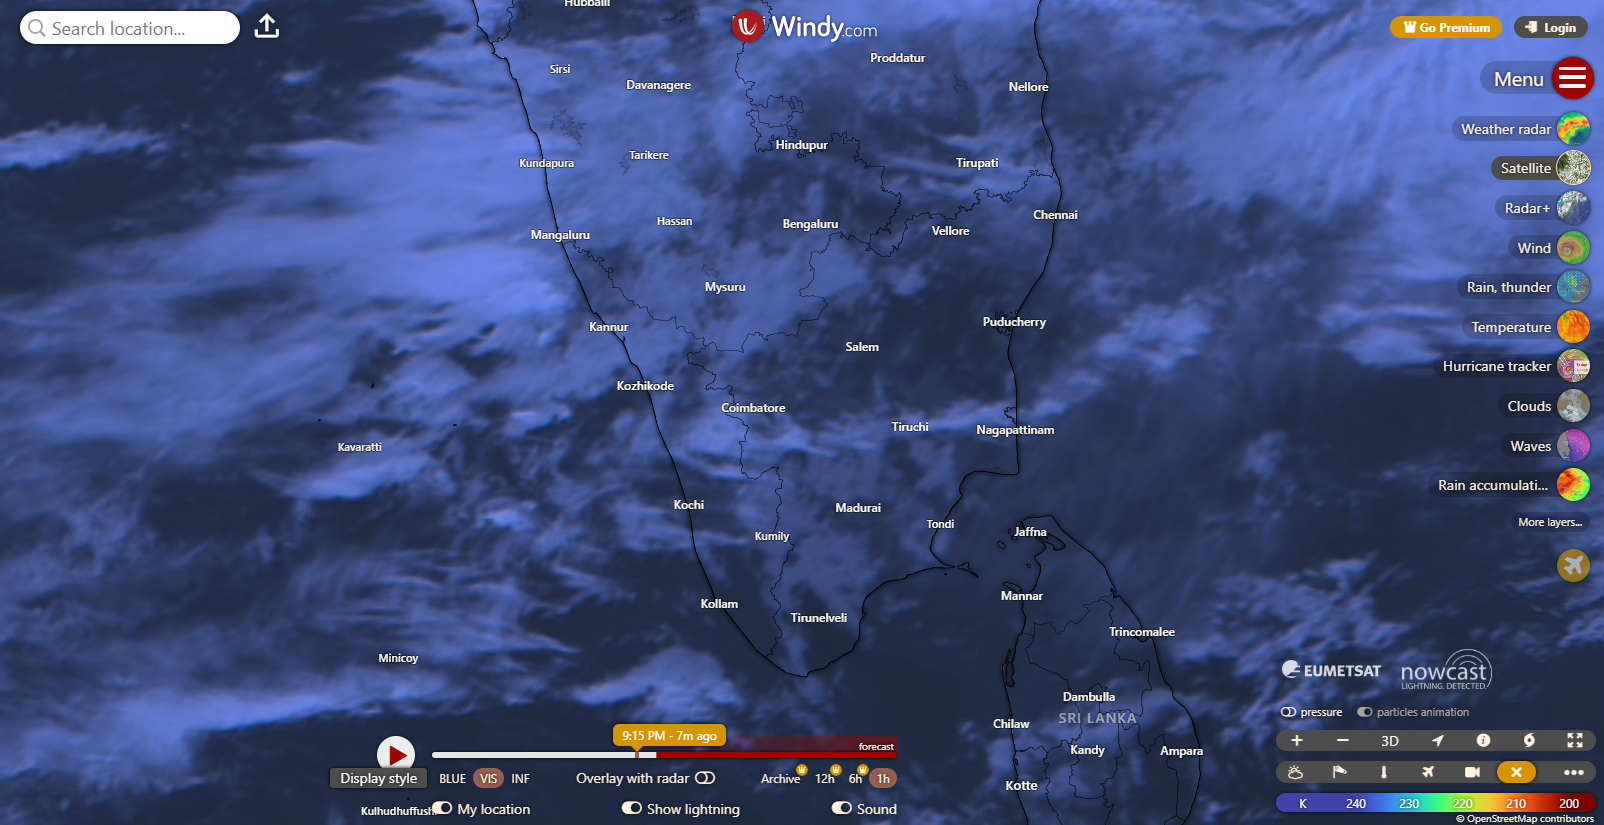 Search location...
Windy.com
Go Premium
Login
Menu
Weather radar
Satellite
Radar+
Wind
Rain, thunder
Temperature
Hurricane tracker
Clouds
Waves
Rain accumulati...
More layers...
Hubballi
Proddatur
Sirsi
Davanagere
Nellore
Hindupur
Kundapura
Tarikere
Tirupati
Hassan
Chennai
Mangaluru
Bengaluru
Vellore
Mysuru
Kannur
Puducherry
Salem
Kozhikode
Coimbatore
Tiruchi
Nagapattinam
Kavaratti
Kochi
Madurai
Tondi
Kumily
Jaffna
Mannar
Kollam
Tirunelveli
Trincomalee
Minicoy
Dambulla
SRI LANKA
Chilaw
Kandy
Ampara
Kotte
Kulhudhuffushi
EUMETSAT
nowcast
LIGHTNING. DETECTED.
pressure
particles animation
3D
K 240 230 220 210 200
© OpenStreetMap contributors
9:15 PM - 7m ago
forecast
Display style
BLUE VIS INF
Overlay with radar
Archive 12h 6h 1h
My location
Show lightning
Sound